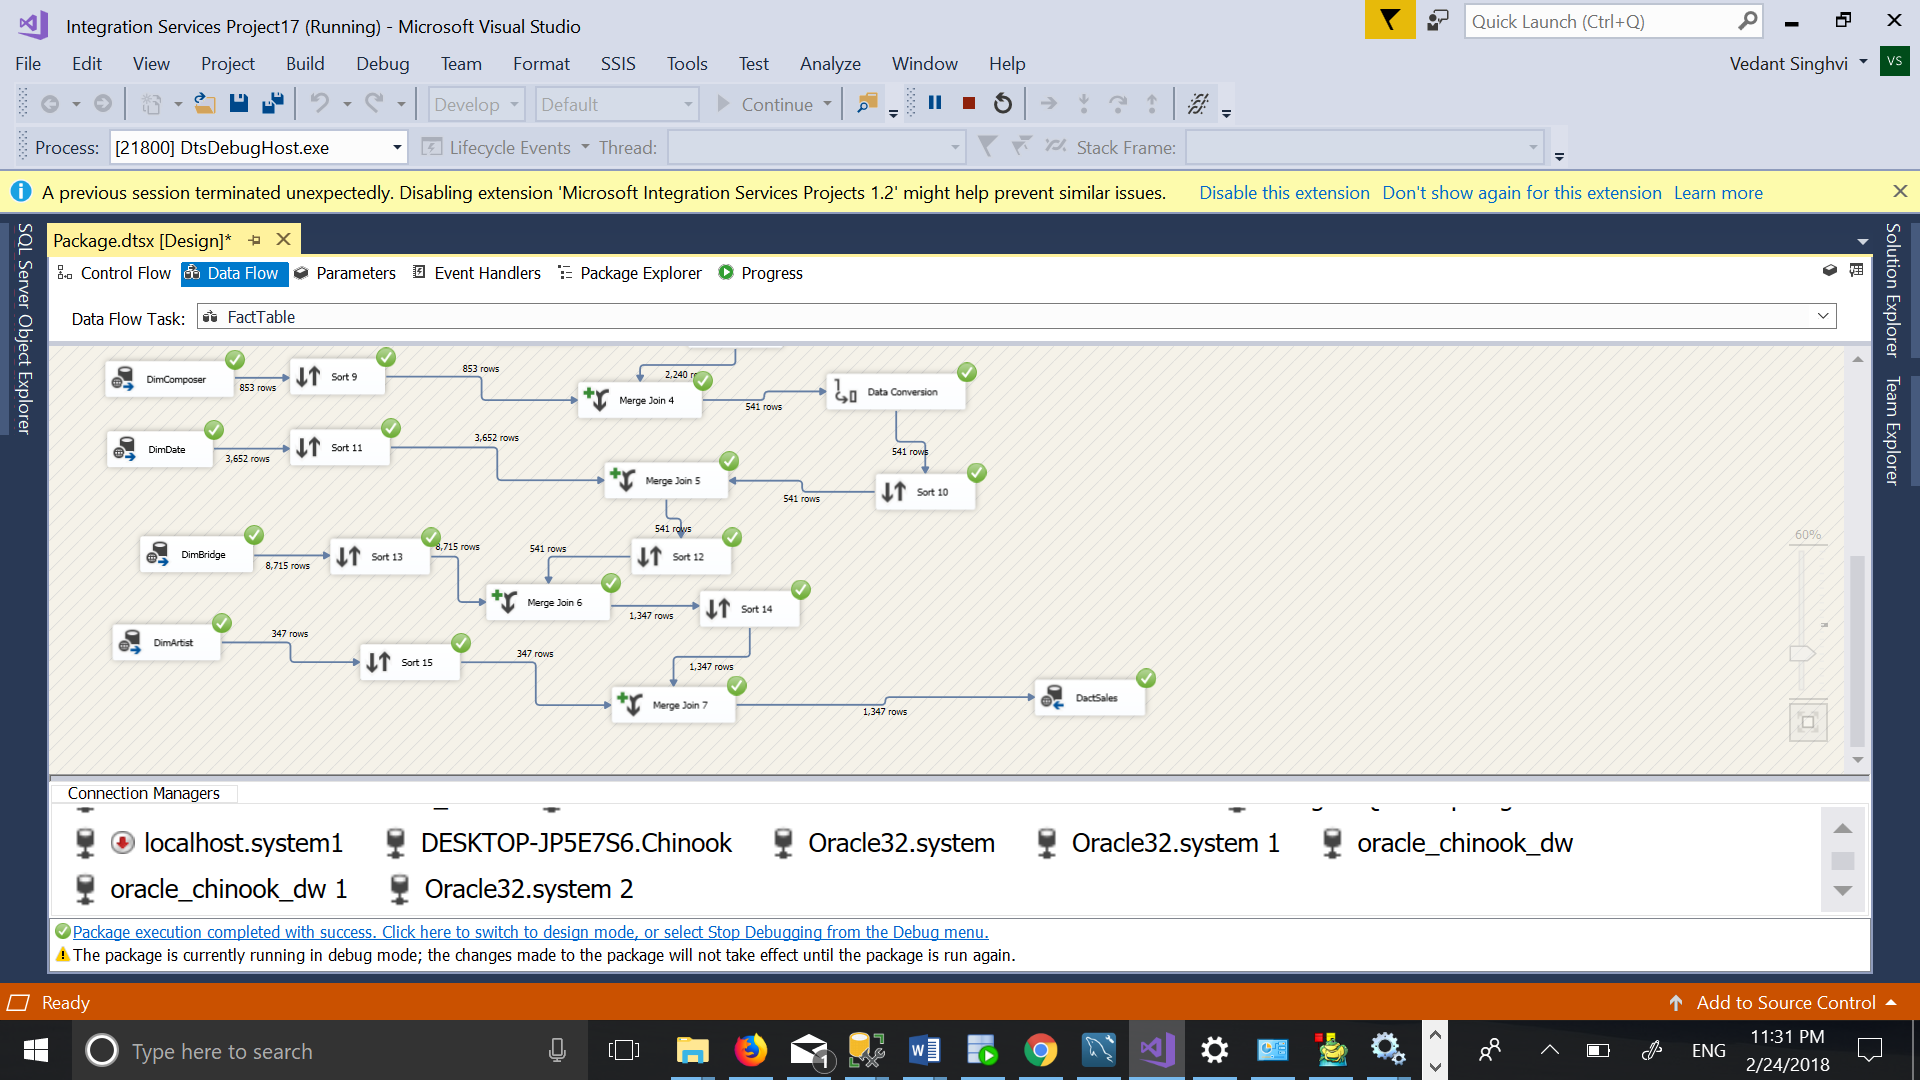 Integration Services Project17 (Running) - Microsoft Visual Studio
Quick Launch (Ctrl+Q)
File Edit View Project Build Debug Team Format SSIS Tools Test Analyze Window Help
Vedant Singhvi VS
Develop Default Continue
Process: [21800] DtsDebugHost.exe Lifecycle Events Thread: Stack Frame:
A previous session terminated unexpectedly. Disabling extension 'Microsoft Integration Services Projects 1.2' might help prevent similar issues. Disable this extension Don't show again for this extension Learn more
SQL Server Object Explorer
Solution Explorer
Team Explorer
Package.dtsx [Design]*
Control Flow Data Flow Parameters Event Handlers Package Explorer Progress
Data Flow Task: FactTable
DimComposer
853 rows
Sort 9
853 rows
2,240
Merge Join 4
541 rows
Data Conversion
541 rows
DimDate
3,652 rows
Sort 11
3,652 rows
Merge Join 5
541 rows
Sort 10
541 rows
DimBridge
8,715 rows
Sort 13
8,715 rows
541 rows
Sort 12
Merge Join 6
1,347 rows
Sort 14
1,347 rows
DimArtist
347 rows
Sort 15
347 rows
Merge Join 7
1,347 rows
DactSales
60%
Connection Managers
localhost.system1 DESKTOP-JP5E7S6.Chinook Oracle32.system Oracle32.system 1 oracle_chinook_dw
oracle_chinook_dw 1 Oracle32.system 2
Package execution completed with success. Click here to switch to design mode, or select Stop Debugging from the Debug menu.
The package is currently running in debug mode; the changes made to the package will not take effect until the package is run again.
Ready
Add to Source Control
Type here to search
1
ENG
11:31 PM
2/24/2018